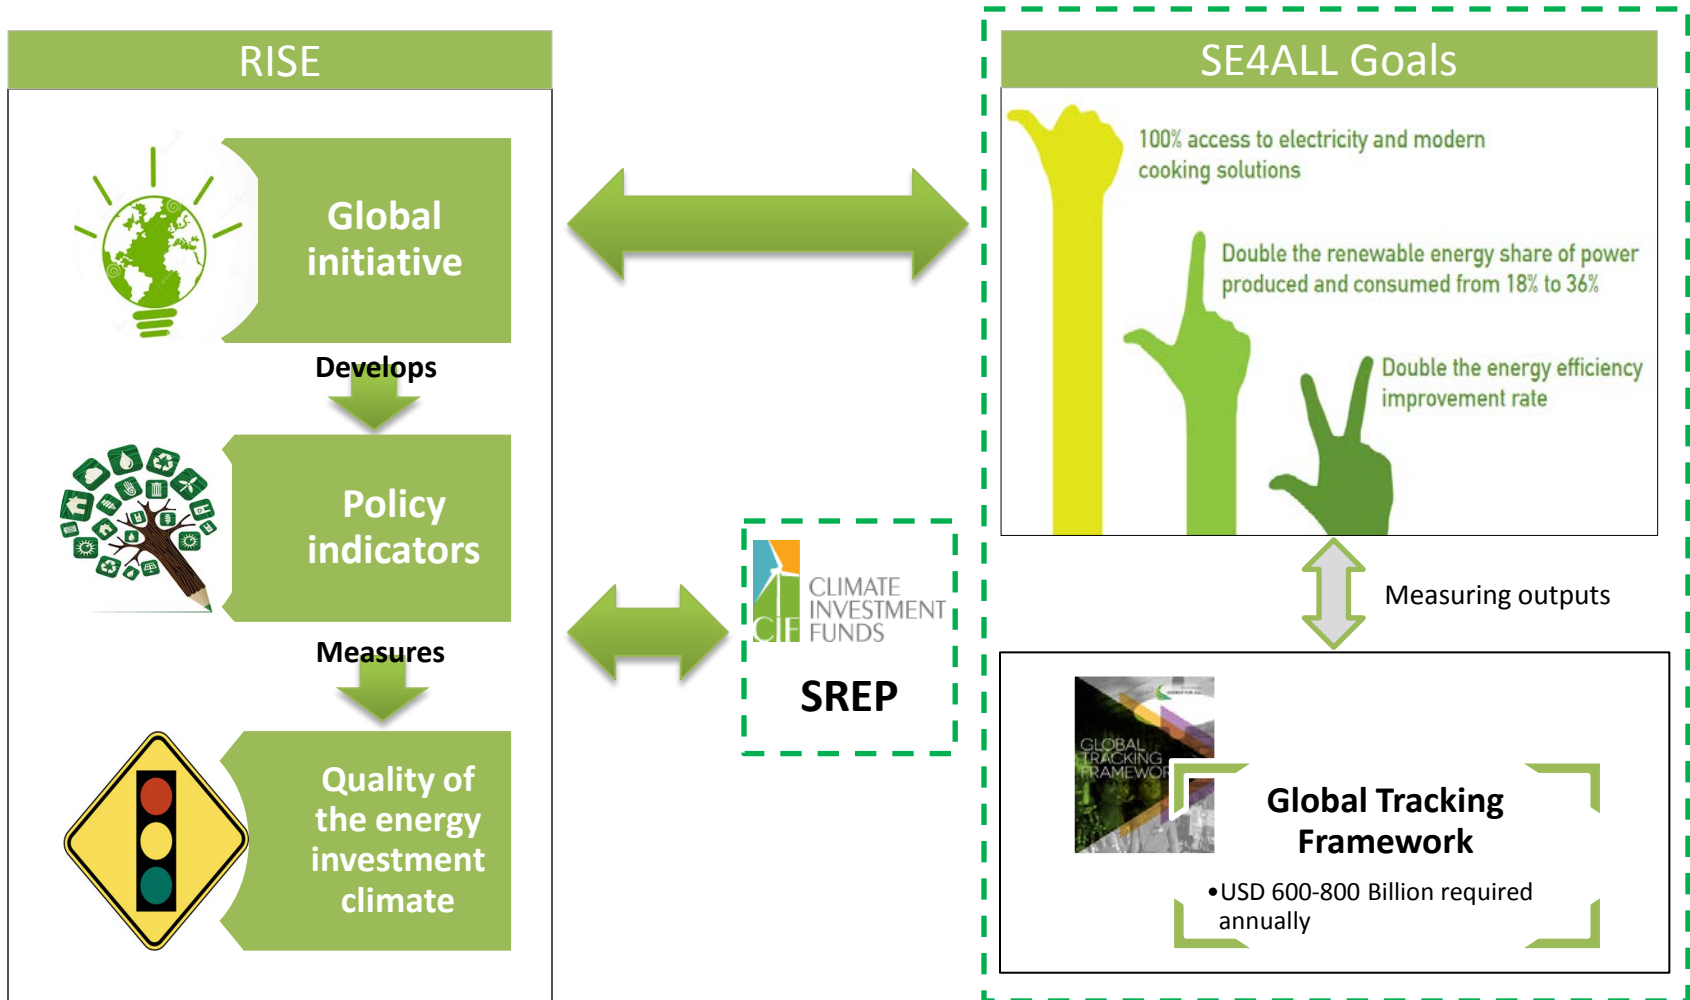 RISE
Global
initiative
Develops
Policy
indicators
Measures
Quality of
the energy
investment
climate
CLIMATE
INVESTMENT
FUNDS
CIF
SREP
SE4ALL Goals
100% access to electricity and modern
cooking solutions
Double the renewable energy share of power
produced and consumed from 18% to 36%
Double the energy efficiency
improvement rate
Measuring outputs
GLOBAL
TRACKING
FRAMEWORK
Global Tracking
Framework
•USD 600-800 Billion required
annually